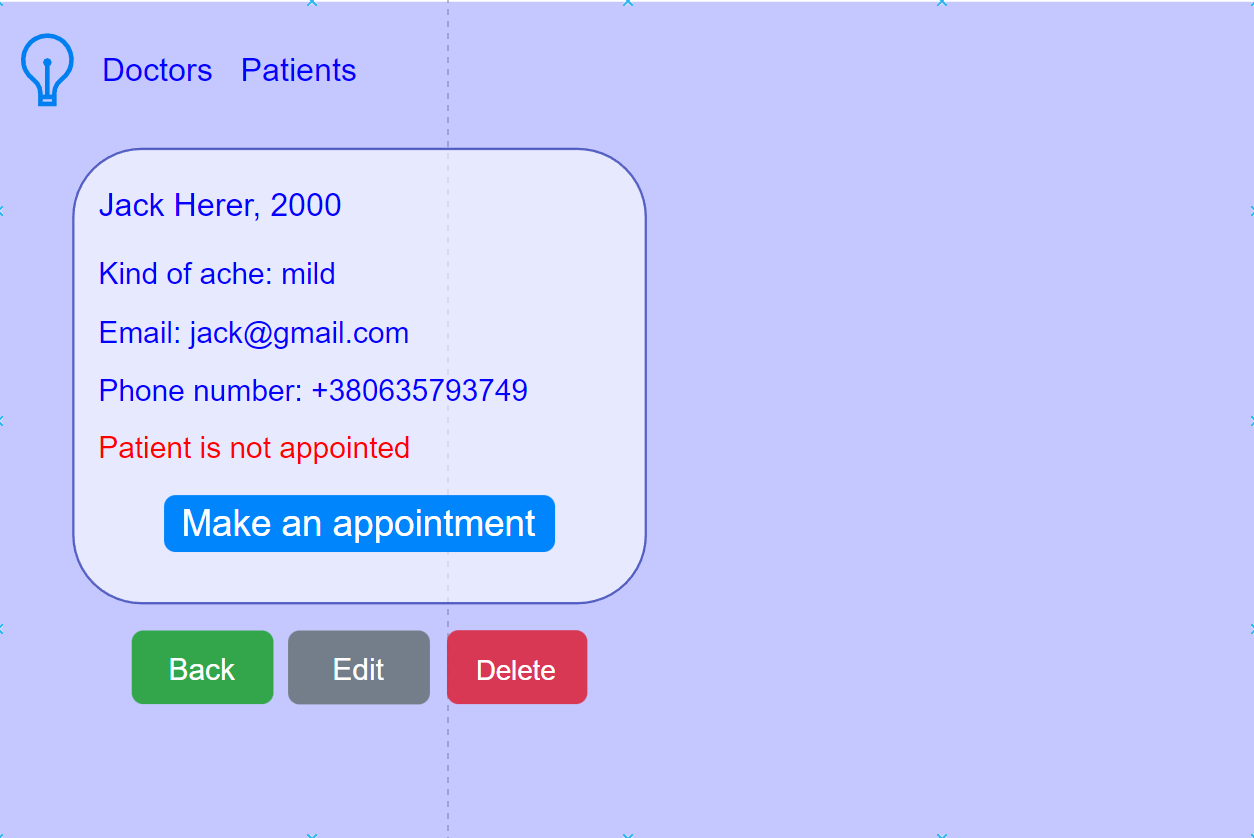 Doctors Patients
Jack Herer, 2000
Kind of ache: mild
Email: jack@gmail.com
Phone number: +380635793749
Patient is not appointed
Make an appointment
Back Edit Delete